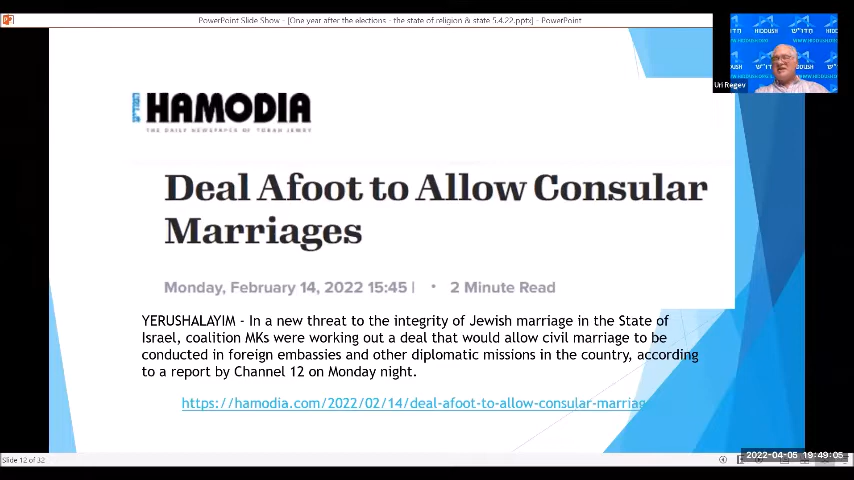 PowerPoint Slide Show - [One year after the elections - the state of religion & state 5.4.22.pptx] - PowerPoint
HIDDUSH
חדו"ש
HIDDUSH
חדו"ש
Uri Regev
HAMODIA
THE DAILY NEWSPAPER OF TORAH JEWRY
Deal Afoot to Allow Consular
Marriages
Monday, February 14, 2022 15:45 | • 2 Minute Read
YERUSHALAYIM - In a new threat to the integrity of Jewish marriage in the State of
Israel, coalition MKs were working out a deal that would allow civil marriage to be
conducted in foreign embassies and other diplomatic missions in the country, according
to a report by Channel 12 on Monday night.
https://hamodia.com/2022/02/14/deal-afoot-to-allow-consular-marriag
Slide 12 of 32
2022-04-05 19:49:05